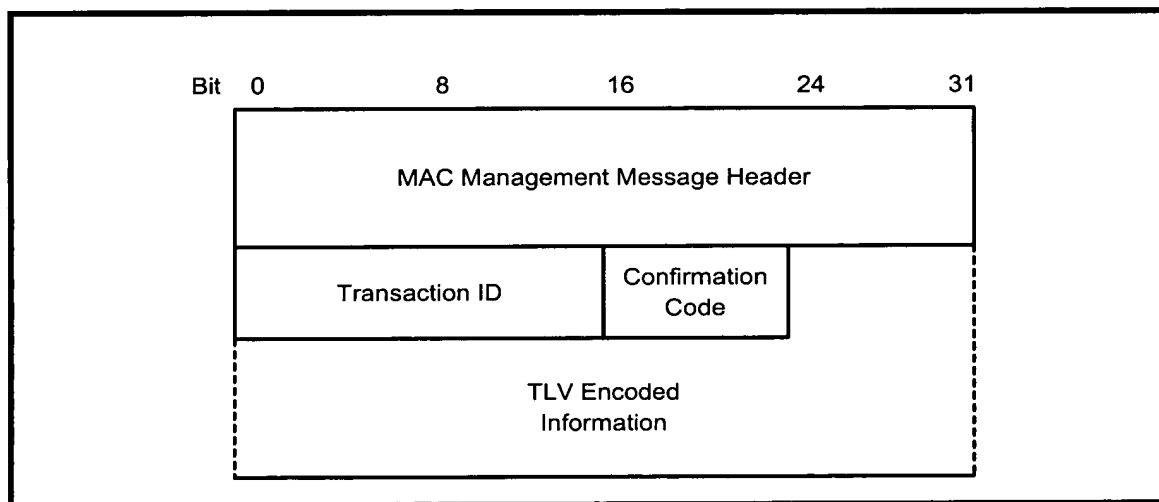 Bit 0 8 16 24 31
MAC Management Message Header
Transaction ID
Confirmation
Code
TLV Encoded
Information